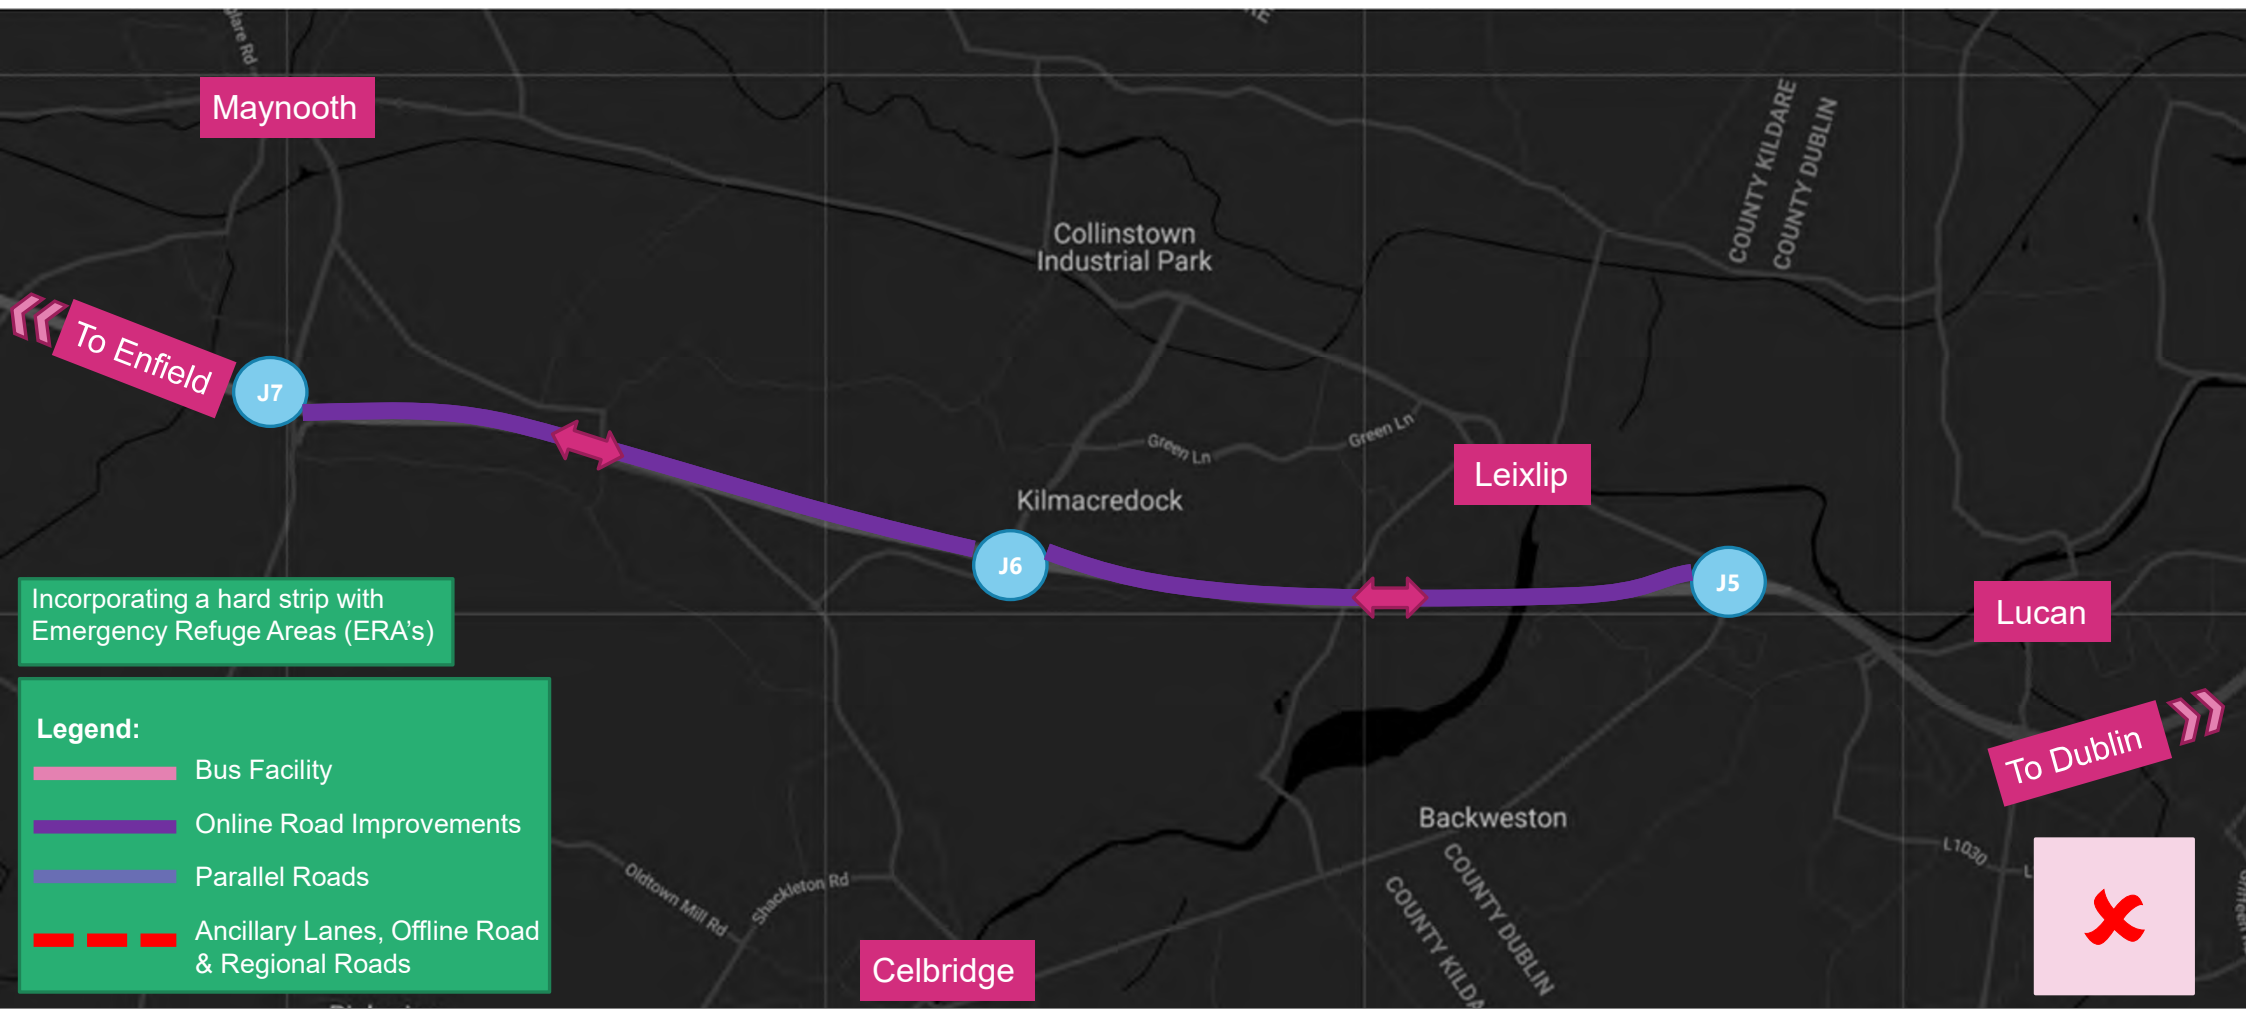 Maynooth
COUNTY KILDARE
COUNTY DUBLIN
Collinstown
Industrial Park
To Enfield
J7
Green Ln
Green Ln
Leixlip
Kilmacredock
J6
J5
Incorporating a hard strip with
Emergency Refuge Areas (ERA's)
Lucan
Legend:
Bus Facility
Online Road Improvements
Parallel Roads
Ancillary Lanes, Offline Road
& Regional Roads
To Dublin
Backweston
COUNTY DUBLIN
COUNTY
L1030
Oldtown Mill Rd
Shackleton Rd
Celbridge